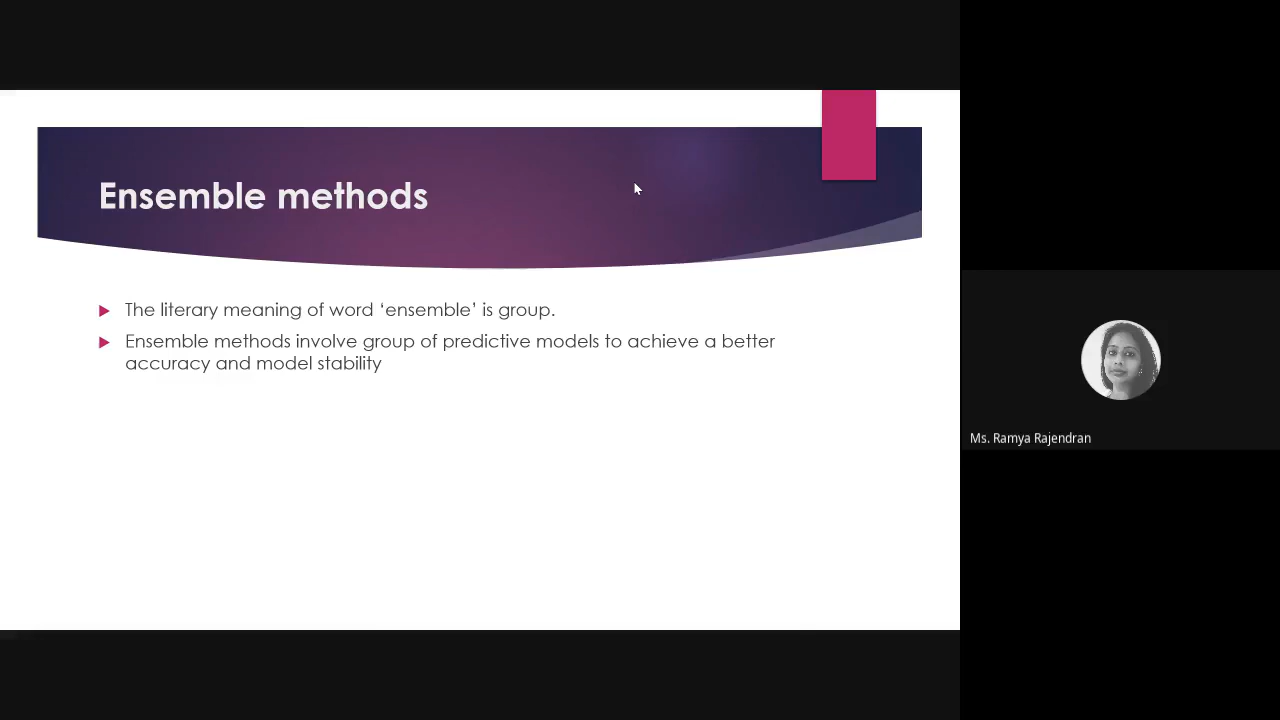 Ensemble methods
The literary meaning of word ‘ensemble’ is group.
Ensemble methods involve group of predictive models to achieve a better
accuracy and model stability
Ms. Ramya Rajendran